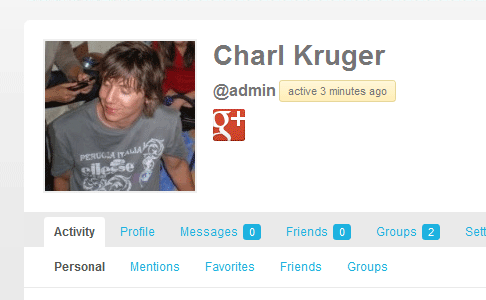 Charl Kruger
@admin active 3 minutes ago
g+
PERUGIA ITALIA
ellesse
Activity Profile Messages 0 Friends 0 Groups 2 Sett
Personal Mentions Favorites Friends Groups